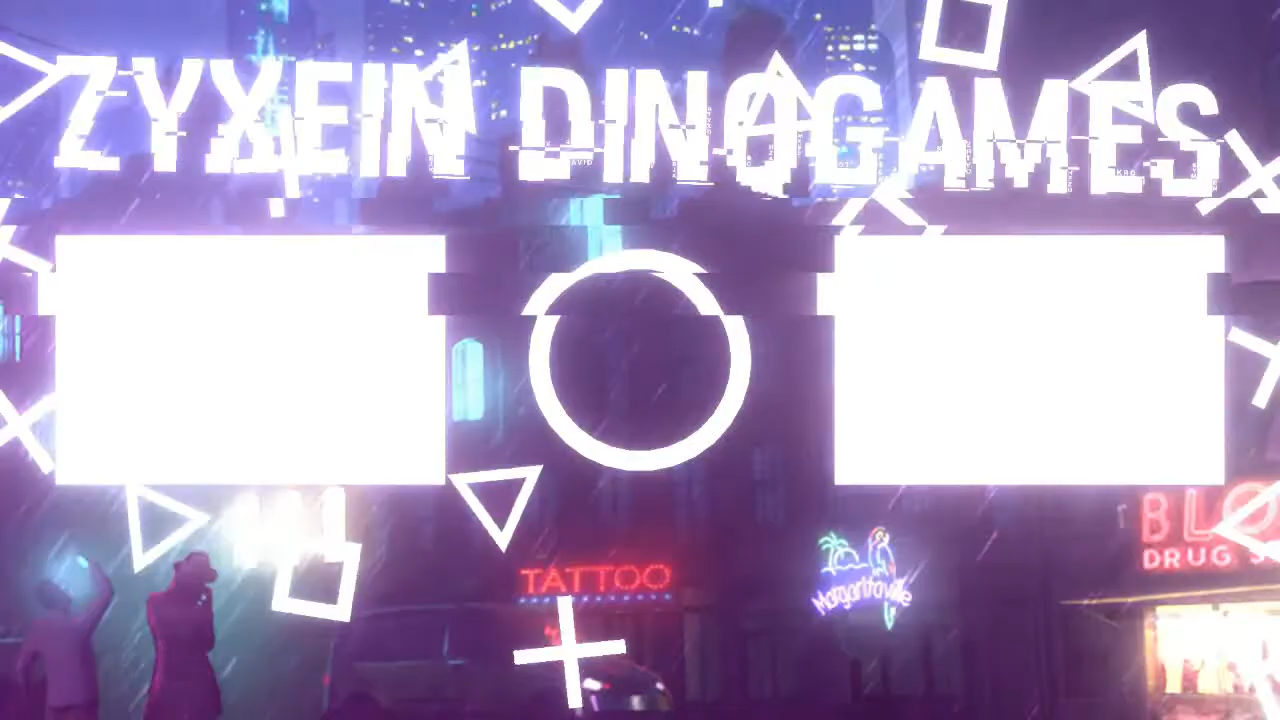 ZYXEIN DINOGAMES
TATTOO
Margaritaville
BLO
DRUG S